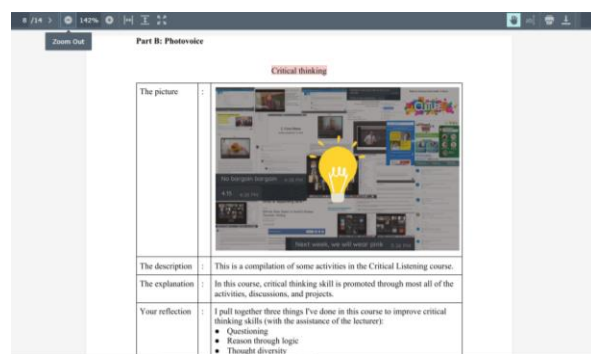 8 /14
142%
Zoom Out
Part B: Photovoice
Critical thinking
The picture :
No bargain bargain
4:15
Next week, we will wear pink
The description : This is a compilation of some activities in the Critical Listening course.
The explanation : In this course, critical thinking skill is promoted through most all of the
activities, discussions, and projects.
Your reflection : I pull together three things I've done in this course to improve critical
thinking skills (with the assistance of the lecturer):
● Questioning
● Reason through logic
● Thought diversity